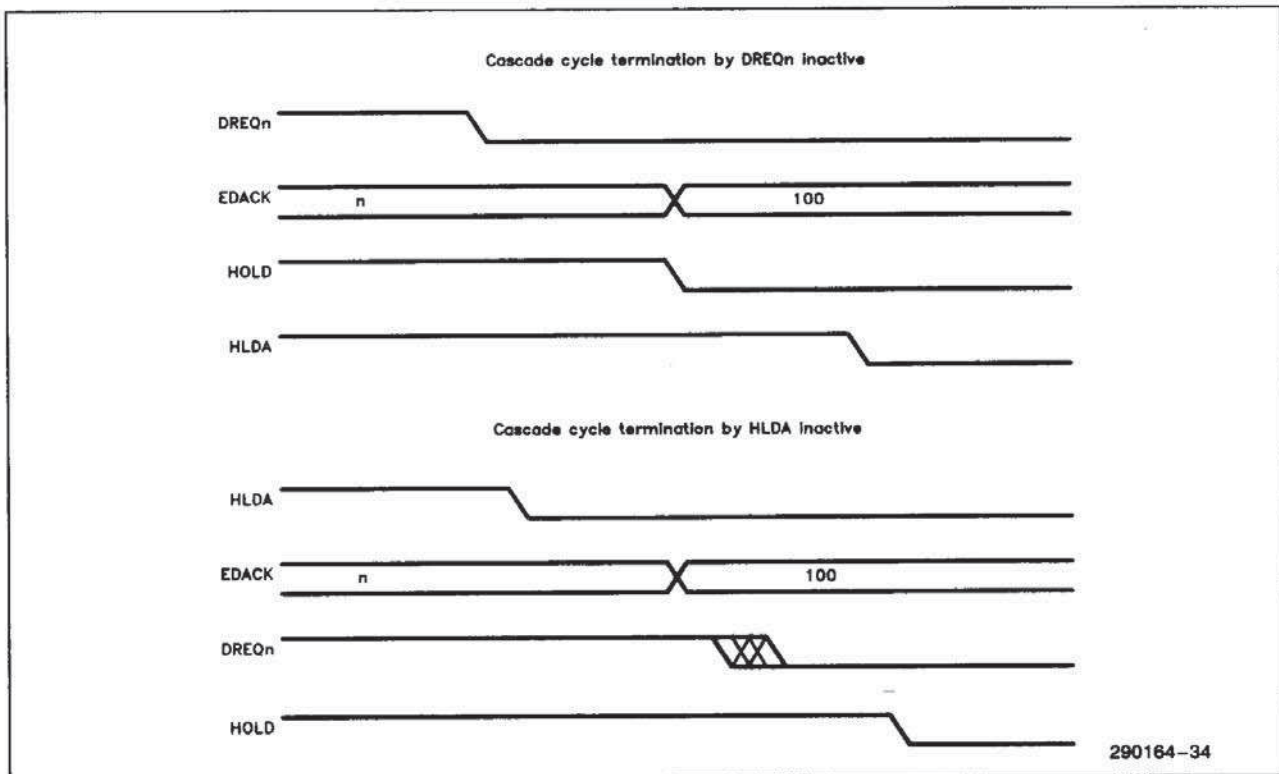 Cascade cycle termination by DREQn inactive
DREQn
EDACK n 100
HOLD
HLDA
Cascade cycle termination by HLDA inactive
HLDA
EDACK n 100
DREQn
HOLD
290164-34